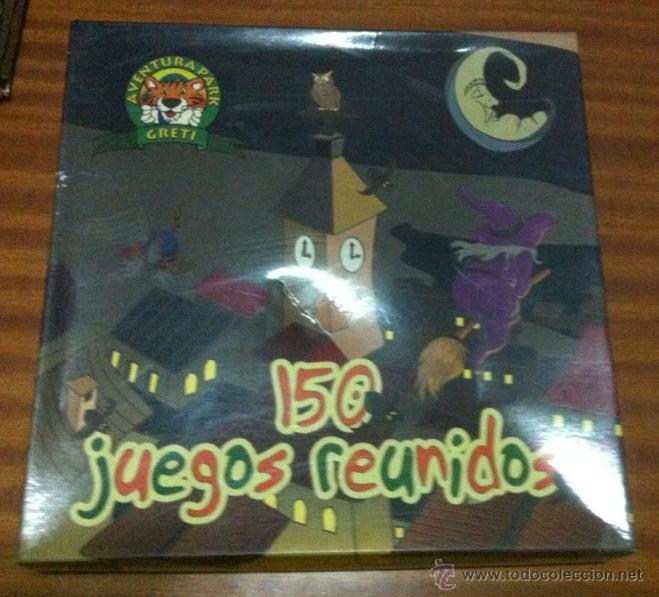 AVENTURA PARK
GRETI
150
juegos reunidos
www.todocoleccion.net